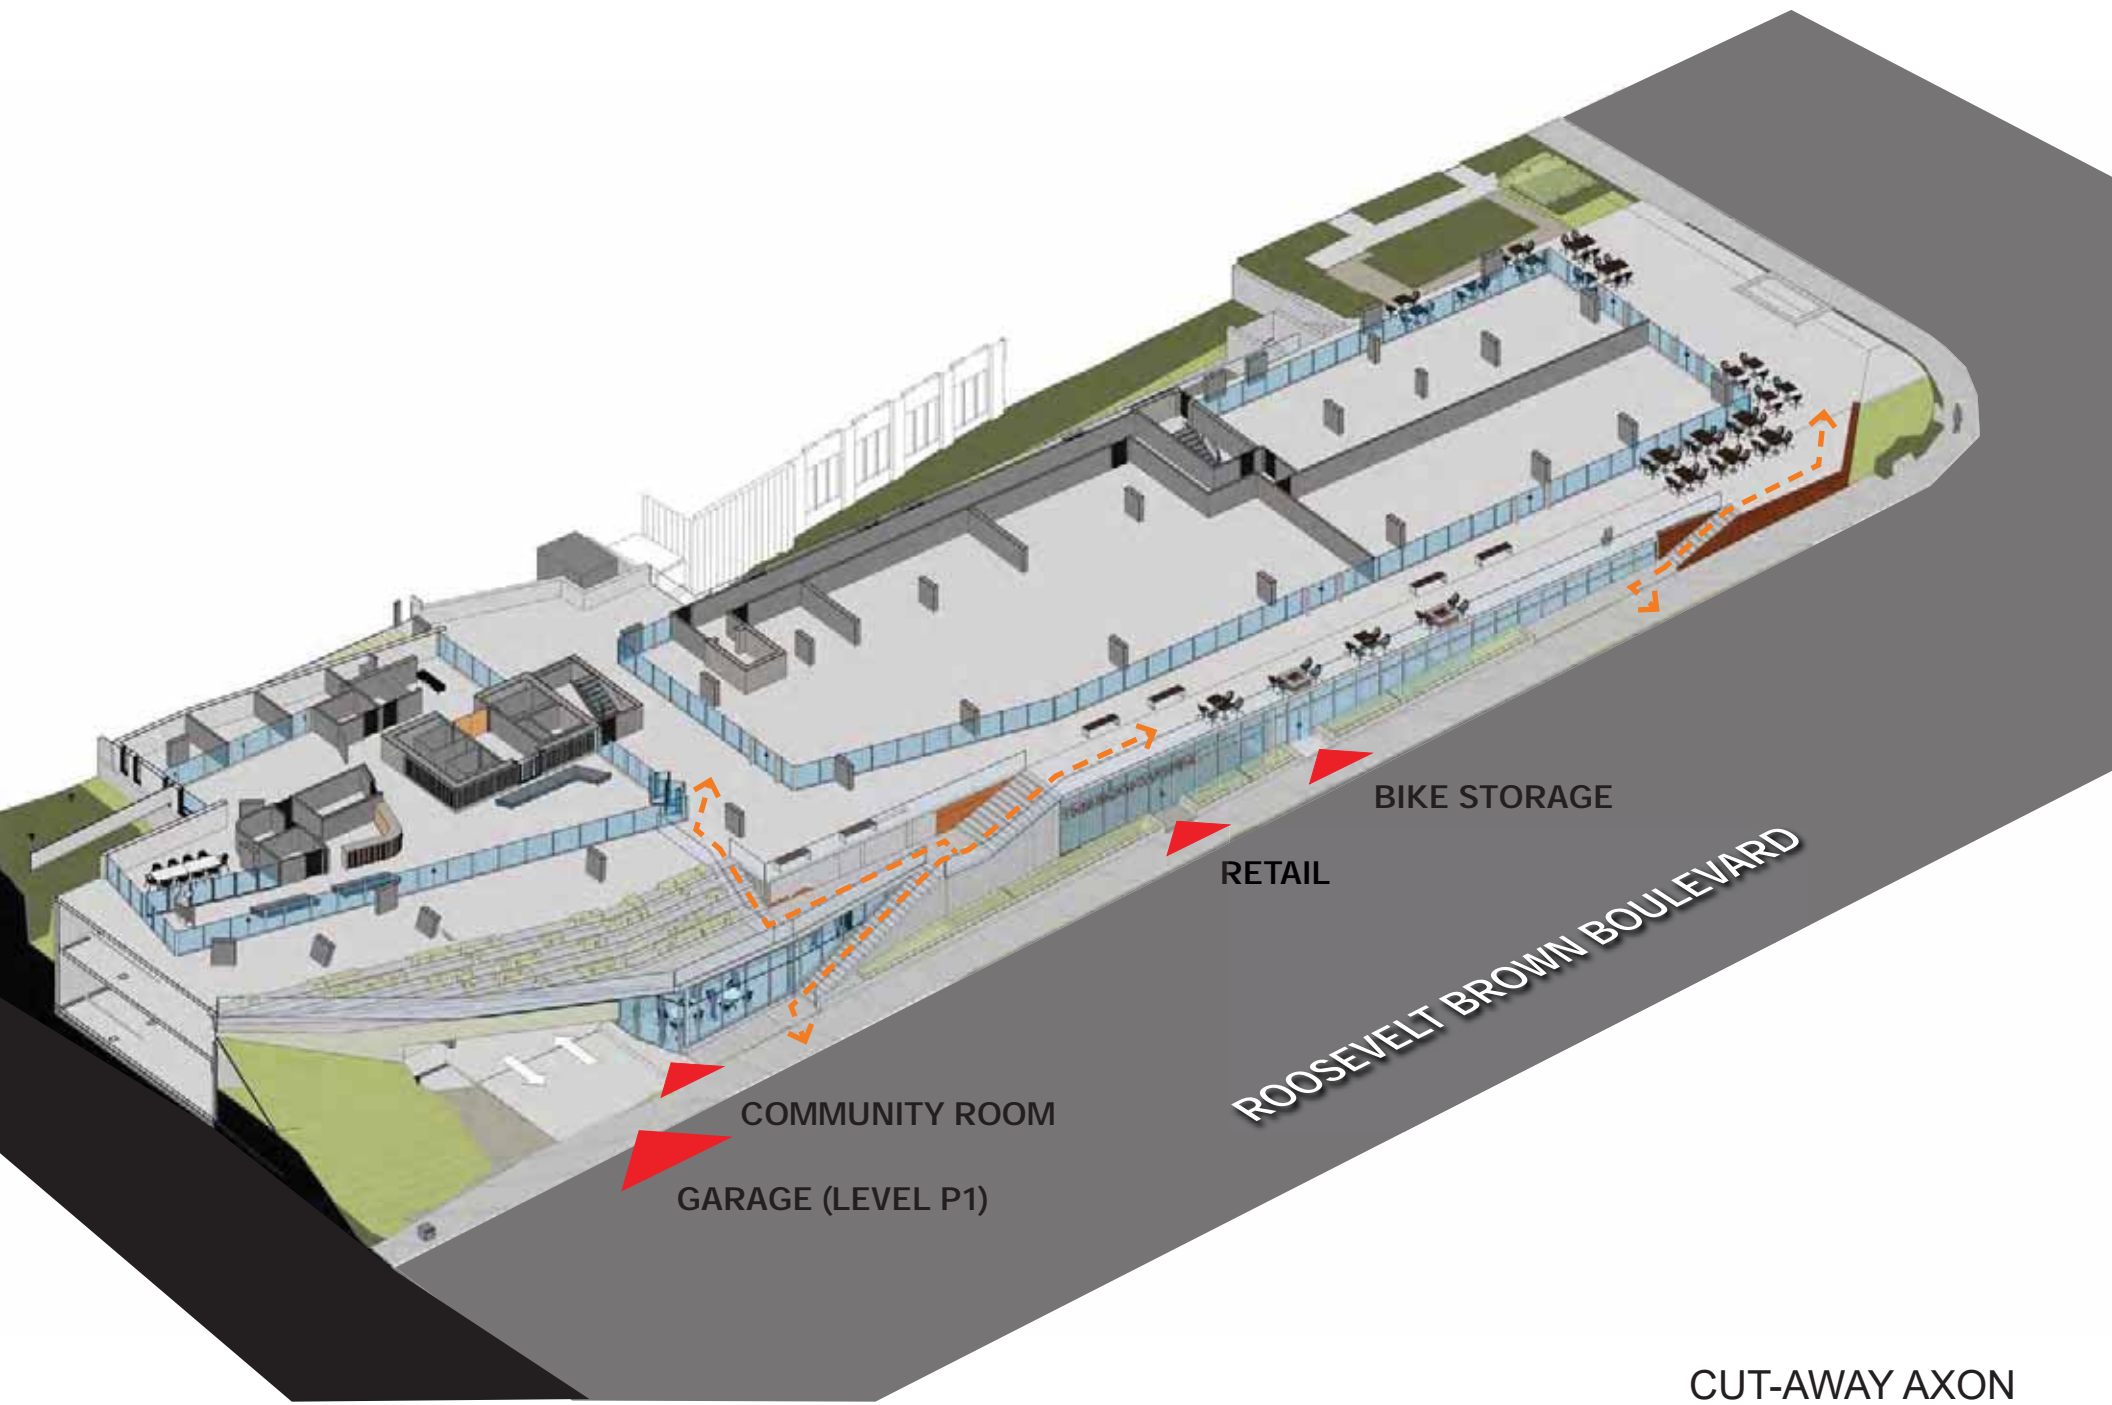 BIKE STORAGE
RETAIL
ROOSEVELT BROWN BOULEVARD
COMMUNITY ROOM
GARAGE (LEVEL P1)
CUT-AWAY AXON